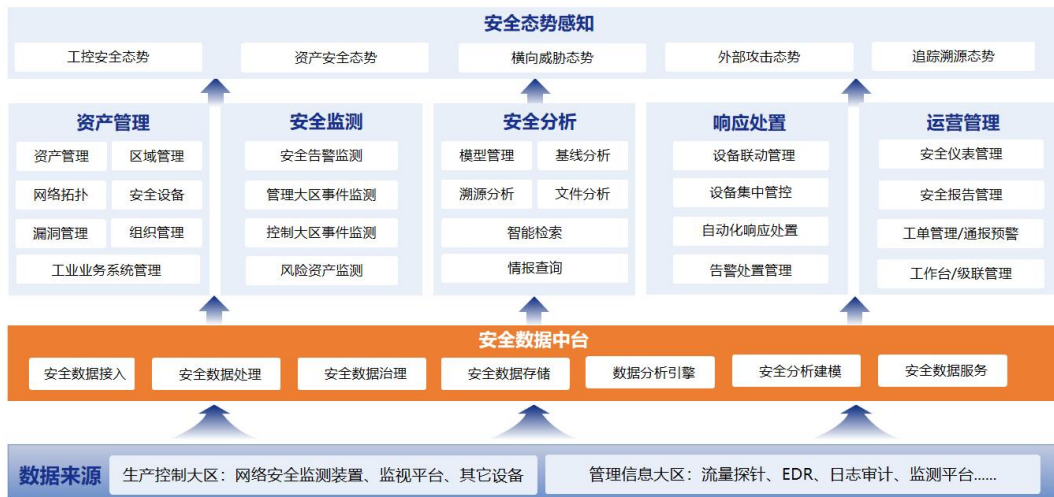 安全态势感知
工控安全态势
资产安全态势
横向威胁态势
外部攻击态势
追踪溯源态势
资产管理
资产管理
区域管理
网络拓扑
安全设备
漏洞管理
组织管理
工业业务系统管理
安全监测
安全告警监测
管理大区事件监测
控制大区事件监测
风险资产监测
安全分析
模型管理
基线分析
溯源分析
文件分析
智能检索
情报查询
响应处置
设备联动管理
设备集中管控
自动化响应处置
告警处置管理
运营管理
安全仪表管理
安全报告管理
工单管理/通报预警
工作台/级联管理
安全数据中台
安全数据接入
安全数据处理
安全数据治理
安全数据存储
数据分析引擎
安全分析建模
安全数据服务
数据来源
生产控制大区：网络安全监测装置、监视平台、其它设备
管理信息大区：流量探针、EDR、日志审计、监测平台......